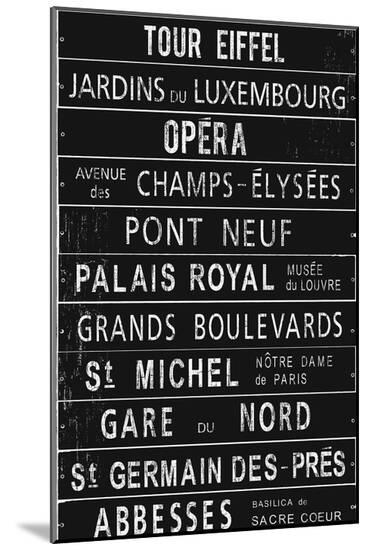 TOUR EIFFEL
JARDINS DU LUXEMBOURG
OPÉRA
AVENUE des CHAMPS-ÉLYSÉES
PONT NEUF
PALAIS ROYAL MUSÉE du LOUVRE
GRANDS BOULEVARDS
St MICHEL NÔTRE DAME de PARIS
GARE DU NORD
St GERMAIN DES-PRÉS
ABBESSES BASILICA de SACRE COEUR